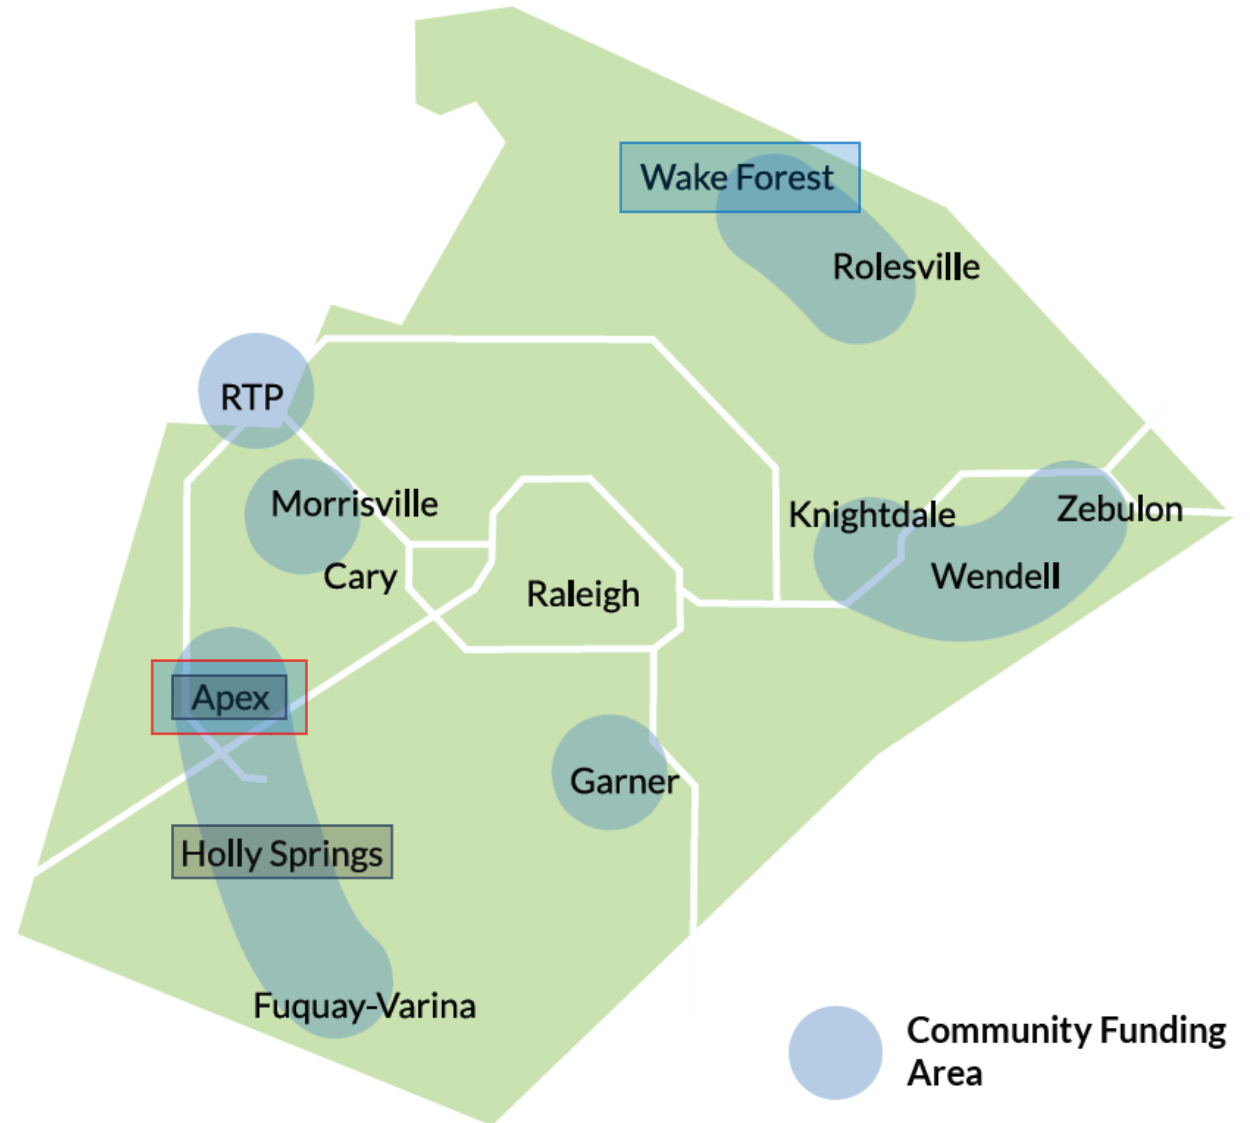 Wake Forest
Rolesville
RTP
Morrisville
Knightdale
Zebulon
Cary
Wendell
Raleigh
Apex
Garner
Holly Springs
Fuquay-Varina
Community Funding
Area